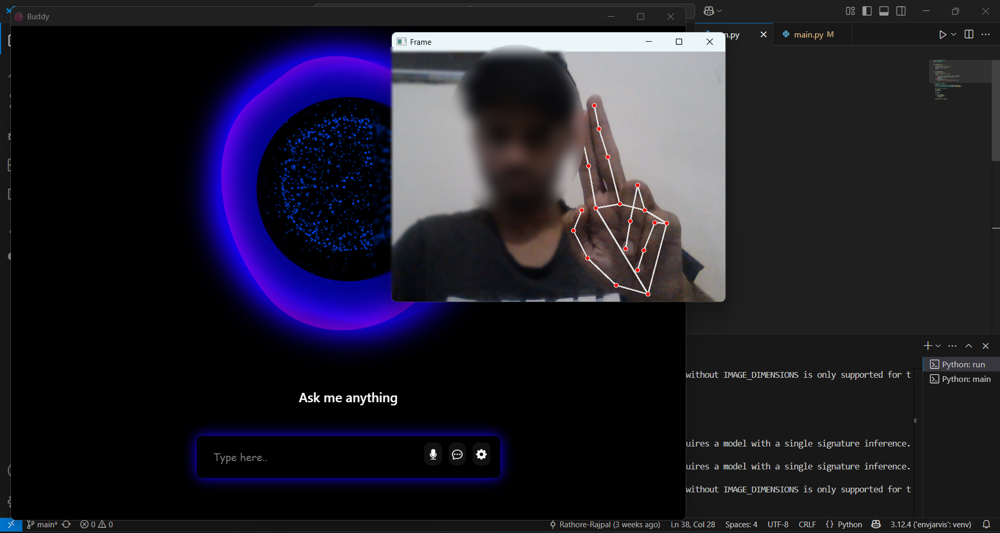 Buddy
Frame
n.py
main.py M
Ask me anything
Type here..
Python: run
Python: main
without IMAGE_DIMENSIONS is only supported for t
uires a model with a single signature inference.
uires a model with a single signature inference.
without IMAGE_DIMENSIONS is only supported for t
main* 0 0 Rathore-Rajpal (3 weeks ago) Ln 38, Col 28 Spaces: 4 UTF-8 CRLF {} Python 3.12.4 ('envjarvis': venv)